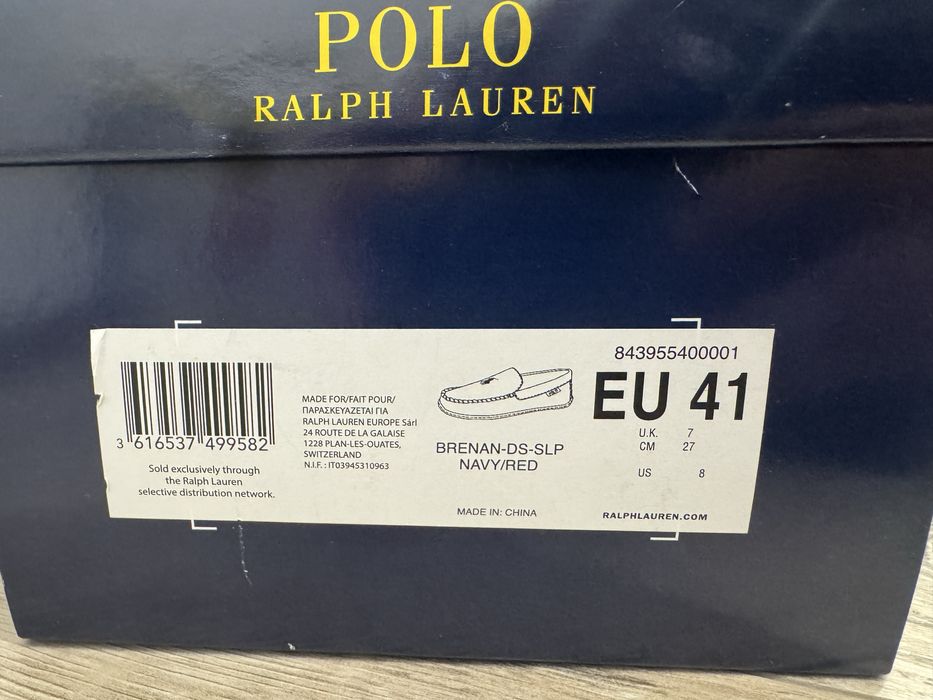 POLO
RALPH LAUREN
3 616537 499582
Sold exclusively through
the Ralph Lauren
selective distribution network.
MADE FOR/FAIT POUR/
ΠΑΡΑΣΚΕΥΑΖΕΤΑΙ ΓΙΑ
RALPH LAUREN EUROPE Sárl
24 ROUTE DE LA GALAISE
1228 PLAN-LES-OUATES,
SWITZERLAND
N.I.F. : IT03945310963
BRENAN-DS-SLP
NAVY/RED
MADE IN: CHINA
843955400001
EU 41
U.K. 7
CM 27
US 8
RALPHLAUREN.COM